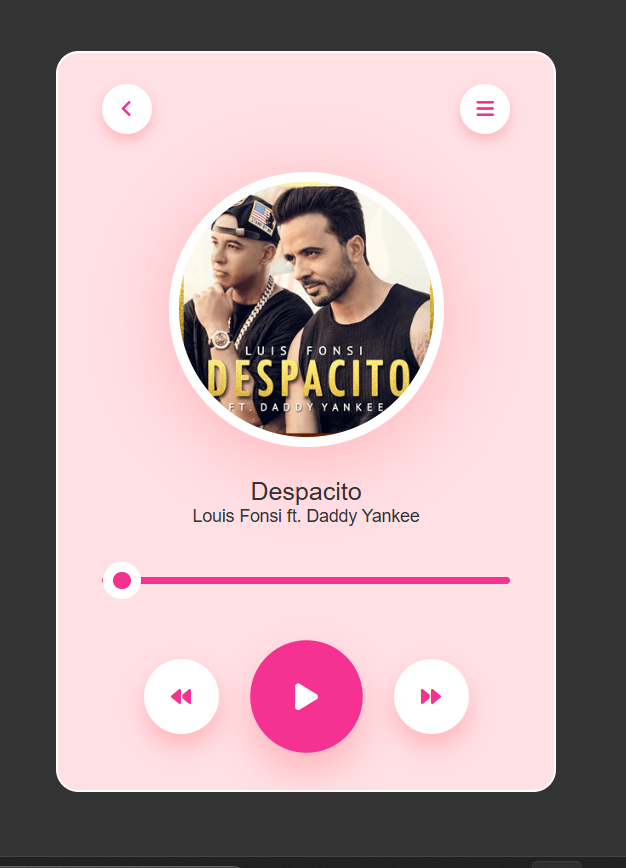 LUIS FONSI
DESPACITO
FT. DADDY YANKEE
Despacito
Louis Fonsi ft. Daddy Yankee